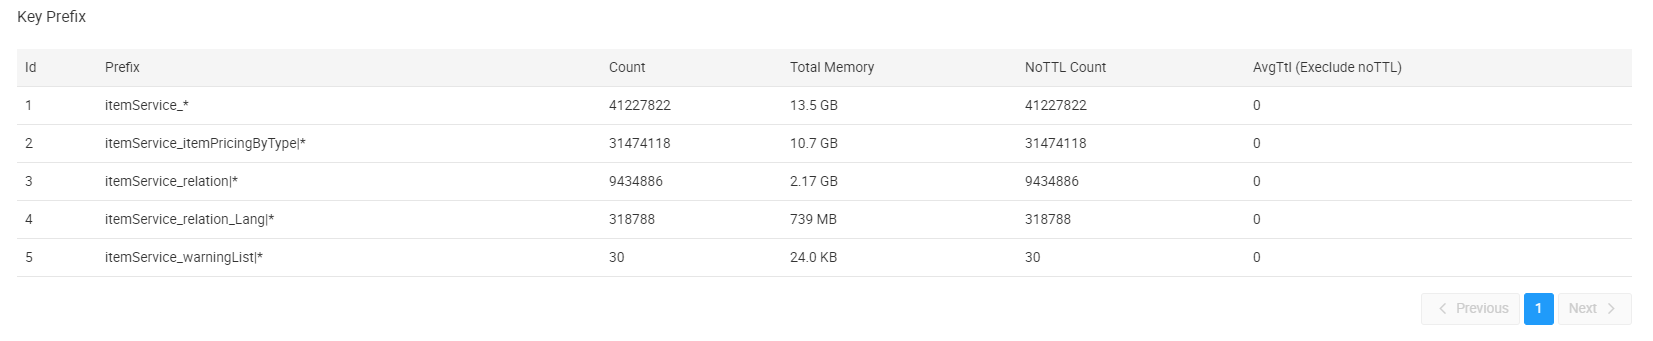 Key Prefix
Id Prefix Count Total Memory NoTTL Count AvgTtl (Execlude noTTL)
1 itemService_* 41227822 13.5 GB 41227822 0
2 itemService_itemPricingByType|* 31474118 10.7 GB 31474118 0
3 itemService_relation|* 9434886 2.17 GB 9434886 0
4 itemService_relation_Lang|* 318788 739 MB 318788 0
5 itemService_warningList|* 30 24.0 KB 30 0
Previous 1 Next